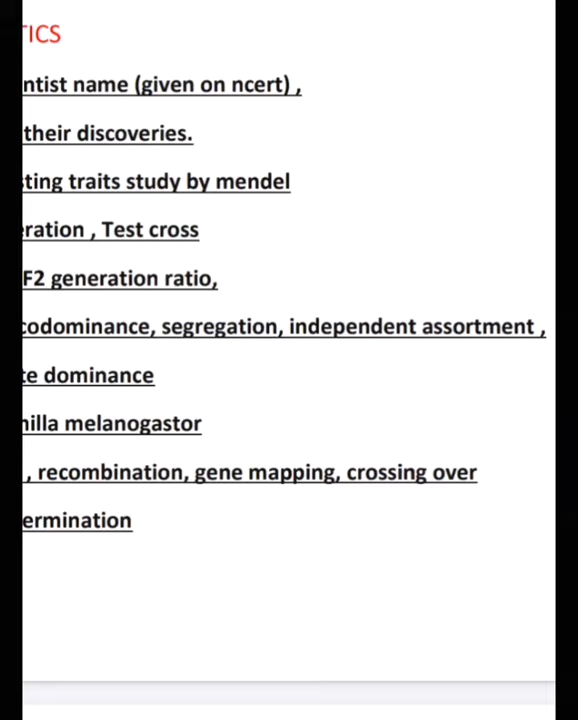 TICS
ntist name (given on ncert) ,
their discoveries.
ting traits study by mendel
ration , Test cross
F2 generation ratio,
codominance, segregation, independent assortment ,
te dominance
hilla melanogastor
, recombination, gene mapping, crossing over
ermination